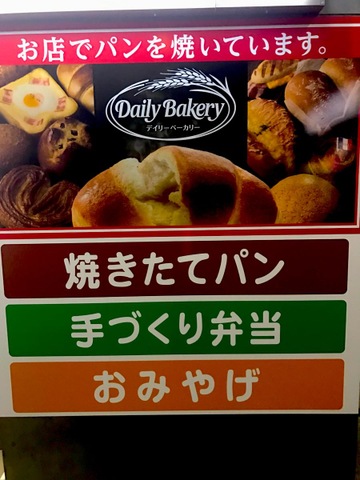 お店でパンを焼いています。
Daily Bakery
デイリーベーカリー
焼きたてパン
手づくり弁当
おみやげ